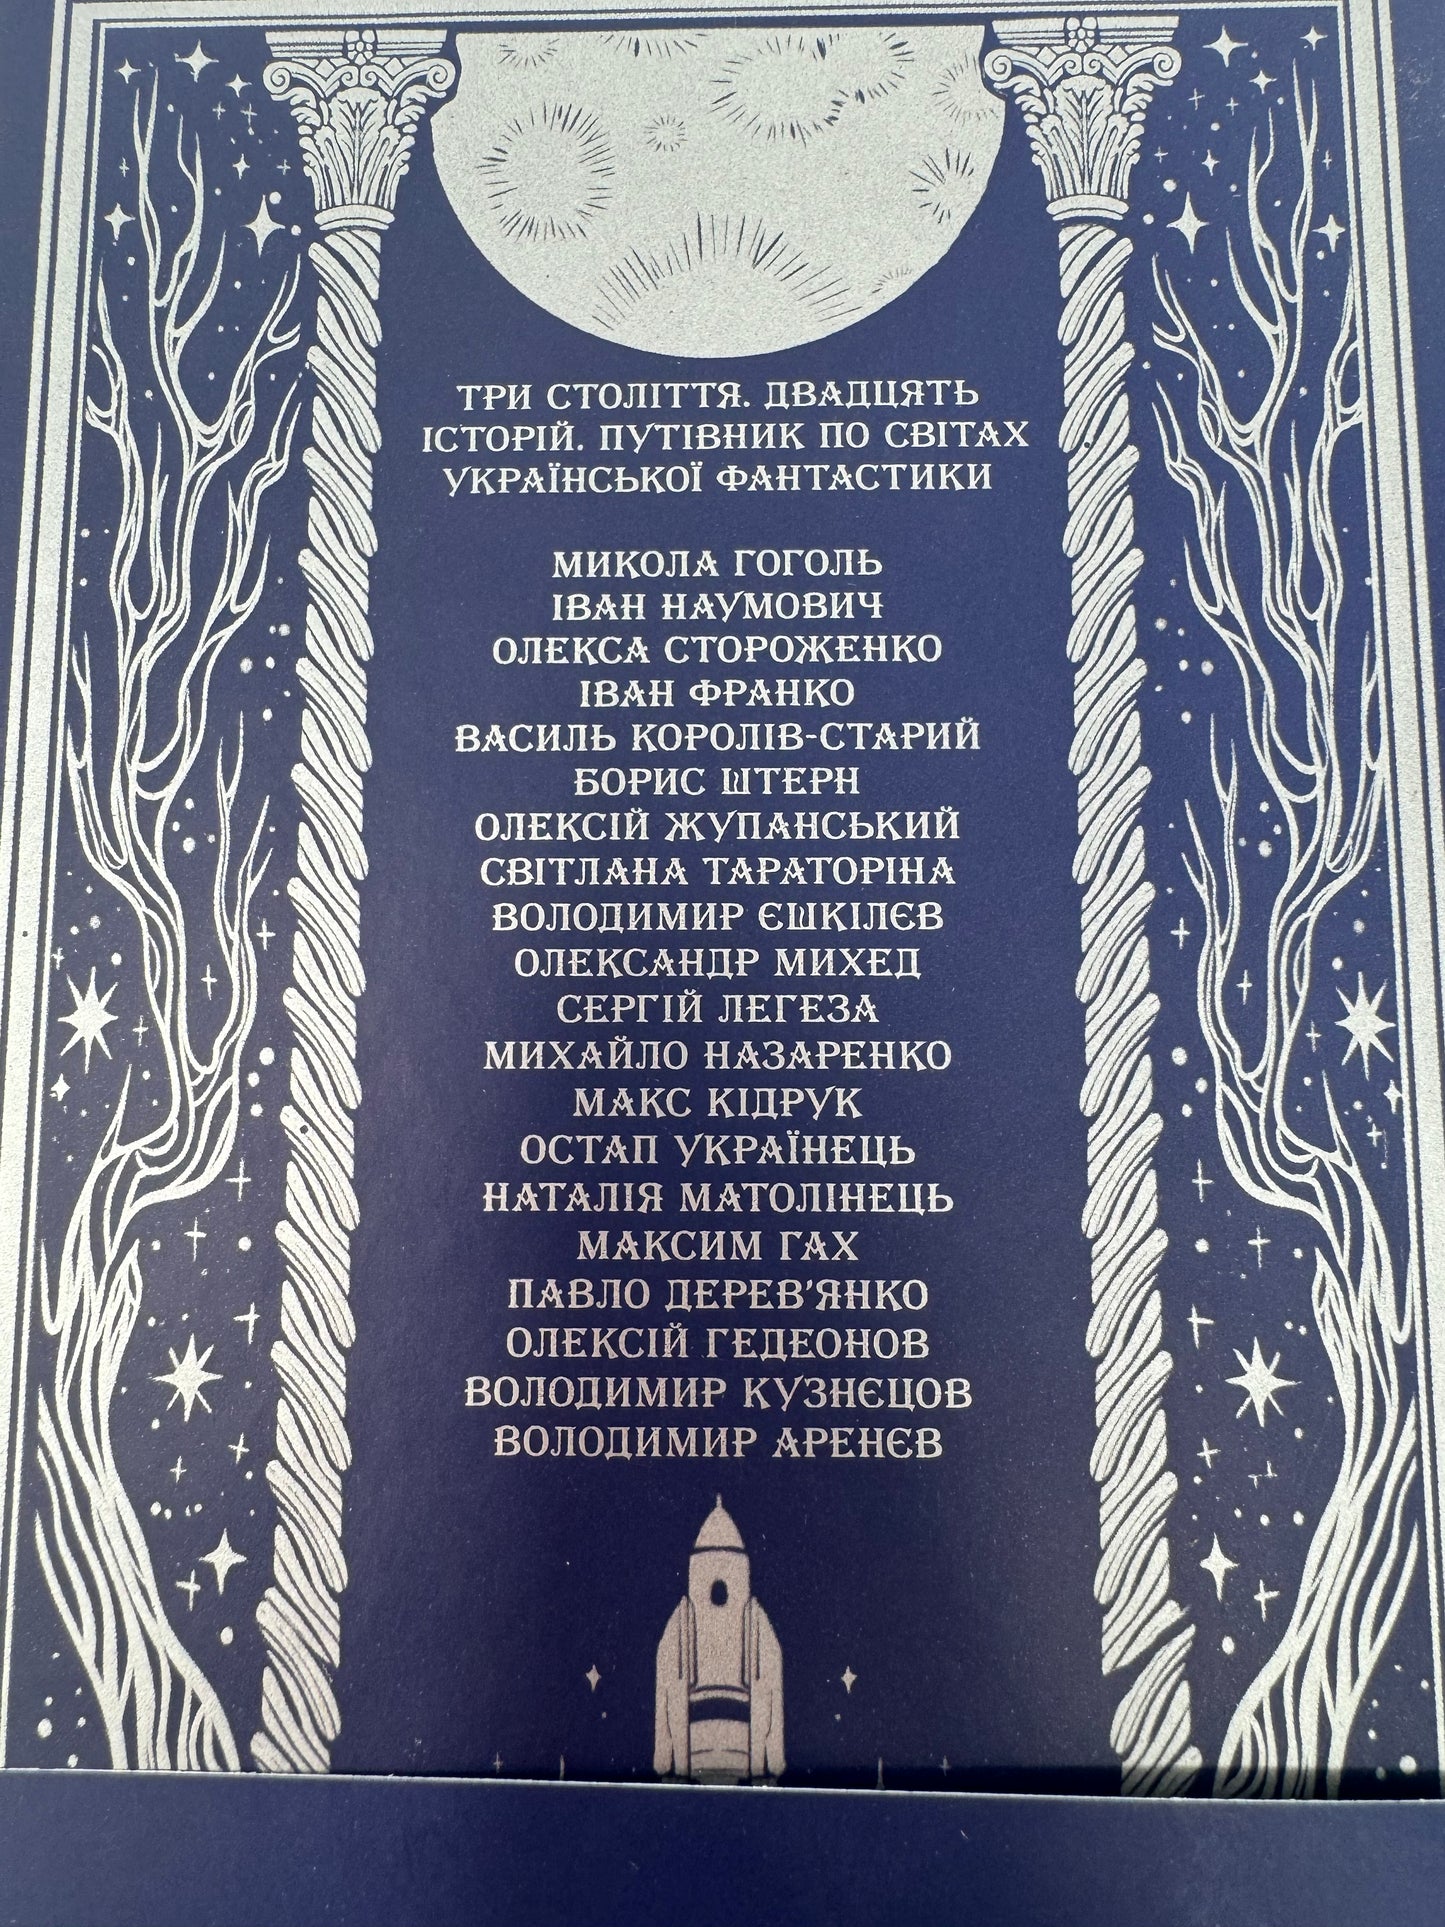 ТРИ СТОЛІТТЯ. ДВАДЦЯТЬ
ІСТОРІЙ. ПУТІВНИК ПО СВІТАХ
УКРАЇНСЬКОЇ ФАНТАСТИКИ
МИКОЛА ГОГОЛЬ
ІВАН НАУМОВИЧ
ОЛЕКСА СТОРОЖЕНКО
ІВАН ФРАНКО
ВАСИЛЬ КОРОЛІВ-СТАРИЙ
БОРИС ШТЕРН
ОЛЕКСІЙ ЖУПАНСЬКИЙ
СВІТЛАНА ТАРАТОРІНА
ВОЛОДИМИР ЄШКІЛЄВ
ОЛЕКСАНДР МИХЕД
СЕРГІЙ ЛЕГЕЗА
МИХАЙЛО НАЗАРЕНКО
МАКС КІДРУК
ОСТАП УКРАЇНЕЦЬ
НАТАЛІЯ МАТОЛІНЕЦЬ
МАКСИМ ГАХ
ПАВЛО ДЕРЕВ’ЯНКО
ОЛЕКСІЙ ГЕДЕОНОВ
ВОЛОДИМИР КУЗНЄЦОВ
ВОЛОДИМИР АРЕНЄВ